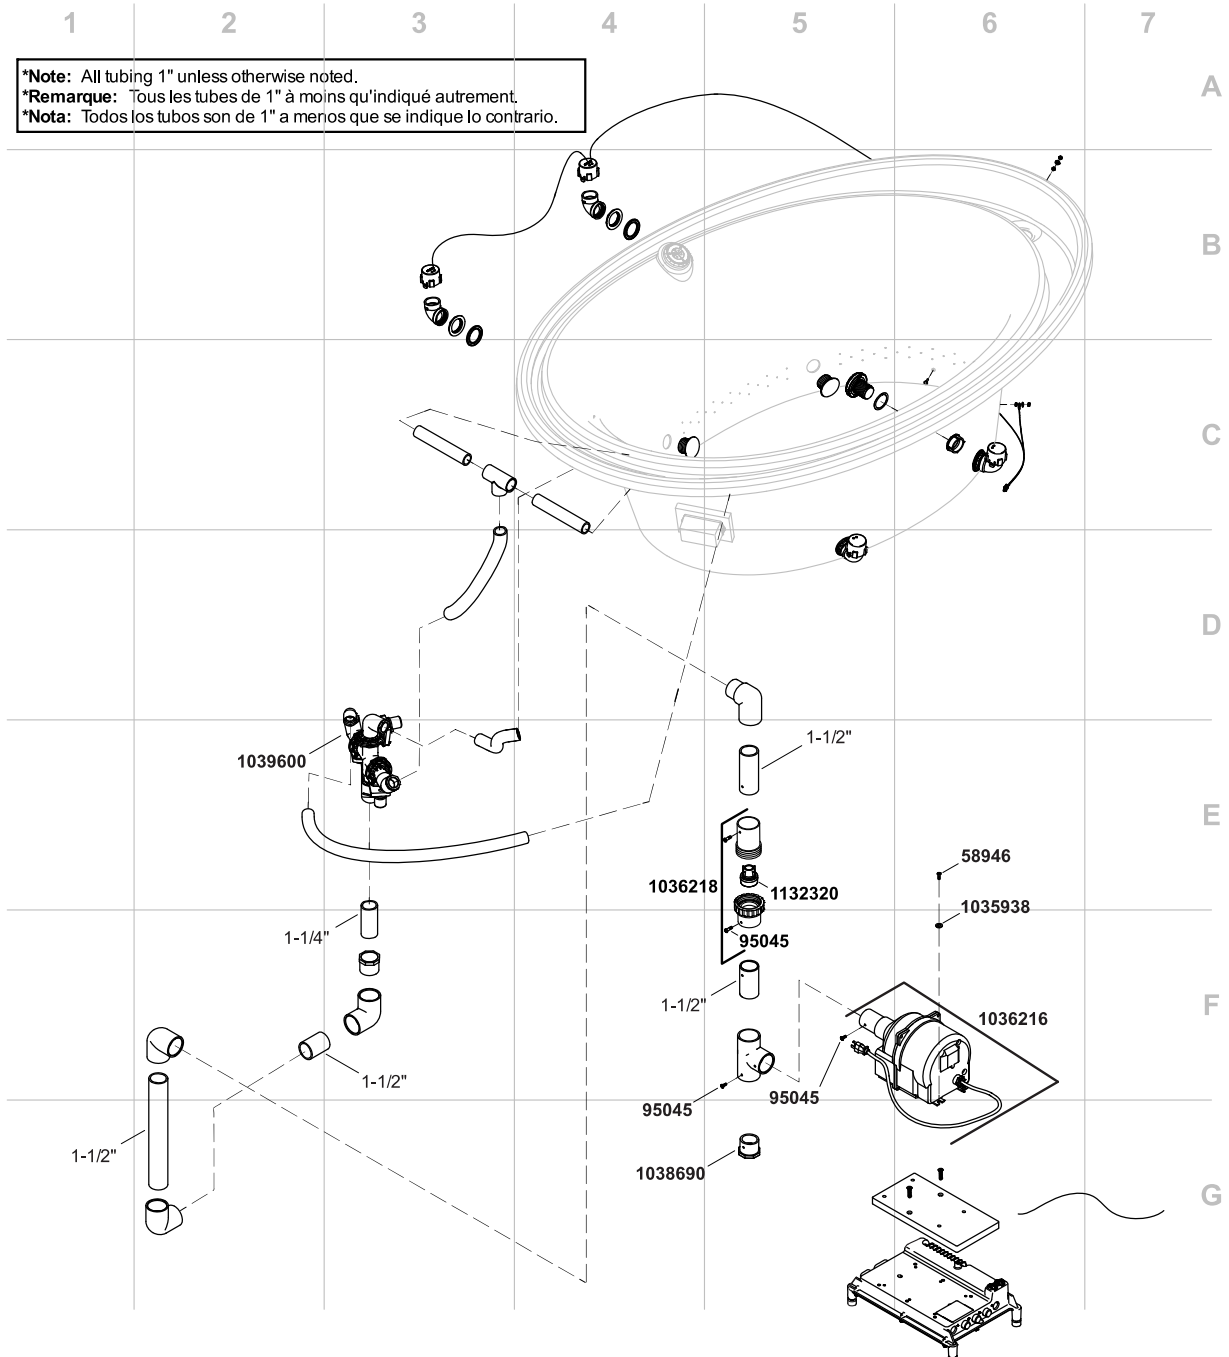 1 2 3 4 5 6 7
*Note: All tubing 1" unless otherwise noted.
*Remarque: Tous les tubes de 1" à moins qu'indiqué autrement.
*Nota: Todos los tubos son de 1" a menos que se indique lo contrario.
A
B
C
D
1-1/2"
1039600
E
58946
1036218
1132320
1035938
1-1/4"
95045
1-1/2"
F
1036216
1-1/2"
95045
95045
1-1/2"
1038690
G